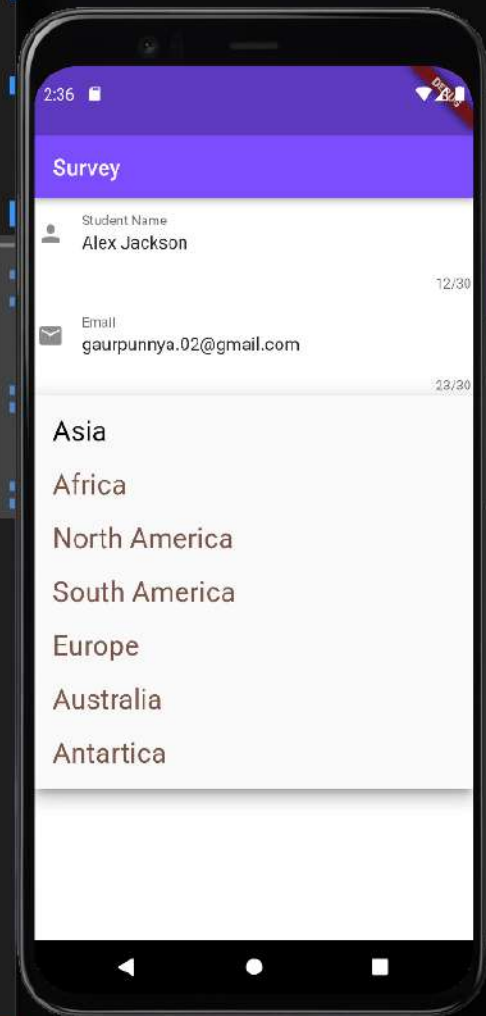 2:36
DEBUG
Survey
Student Name
Alex Jackson
12/30
Email
gaurpunnya.02@gmail.com
23/30
Asia
Africa
North America
South America
Europe
Australia
Antartica